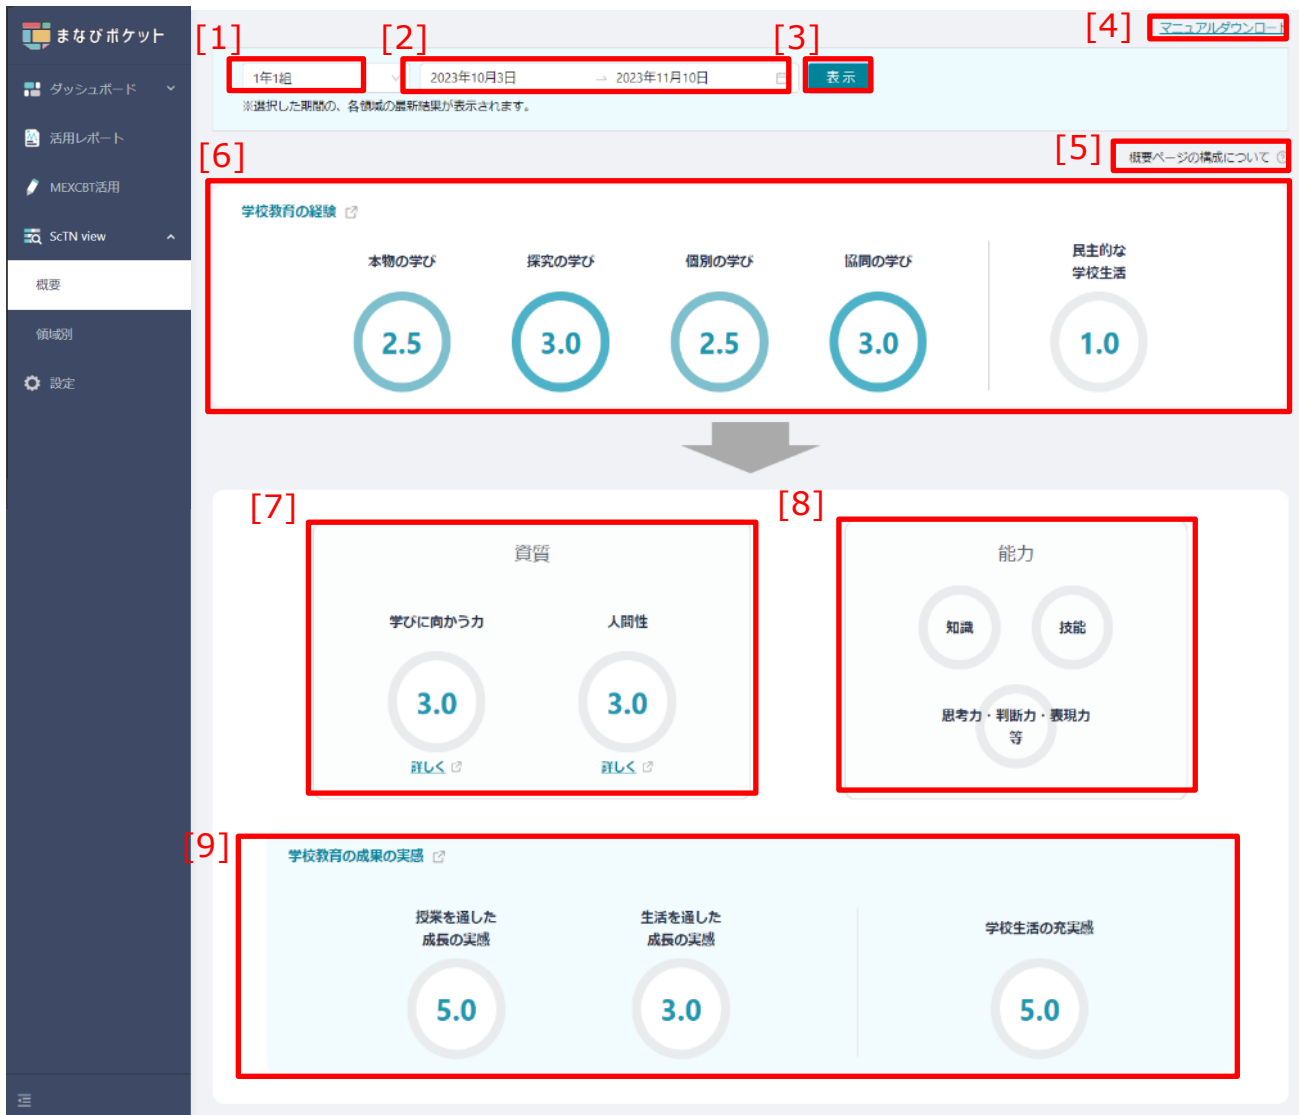 まなびポケット
ダッシュボード
活用レポート
MEXCBT活用
ScTN view
概要
領域別
設定
[1]
[2]
[3]
[4]
マニュアルダウンロード
1年1組
2023年10月3日 → 2023年11月10日
表示
※選択した期間の、各領域の最新結果が表示されます。
[5]
概要ページの構成について
[6]
学校教育の経験
本物の学び
探究の学び
個別の学び
協同の学び
民主的な
学校生活
2.5
3.0
2.5
3.0
1.0
[7]
資質
学びに向かう力
人間性
3.0
3.0
詳しく
詳しく
[8]
能力
知識
技能
思考力・判断力・表現力
等
[9]
学校教育の成果の実感
授業を通した
成長の実感
生活を通した
成長の実感
学校生活の充実感
5.0
3.0
5.0